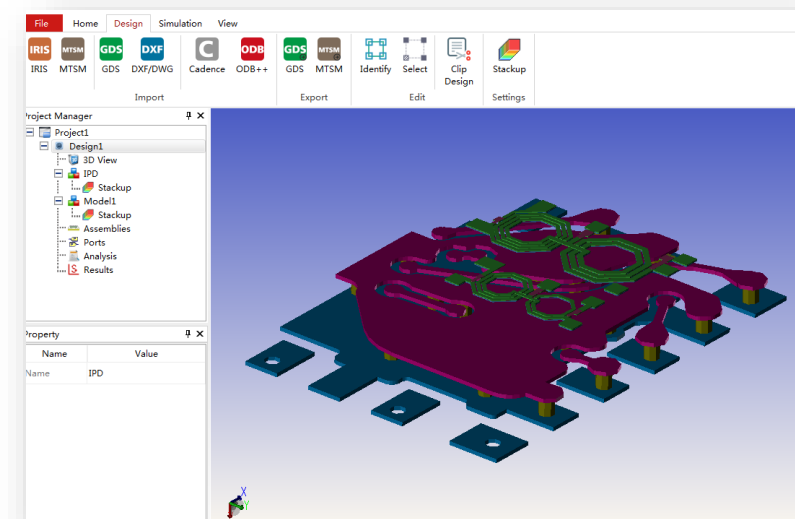 File Home Design Simulation View
IRIS MTSM GDS DXF C ODB GDS MTSM
IRIS MTSM GDS DXF/DWG Cadence ODB++ GDS MTSM Identify Select Clip Design Stackup
Import Export Edit Settings
Project Manager
Project1
Design1
3D View
IPD
Stackup
Model1
Stackup
Assemblies
Ports
Analysis
Results
Property
Name Value
Name IPD
X
Y